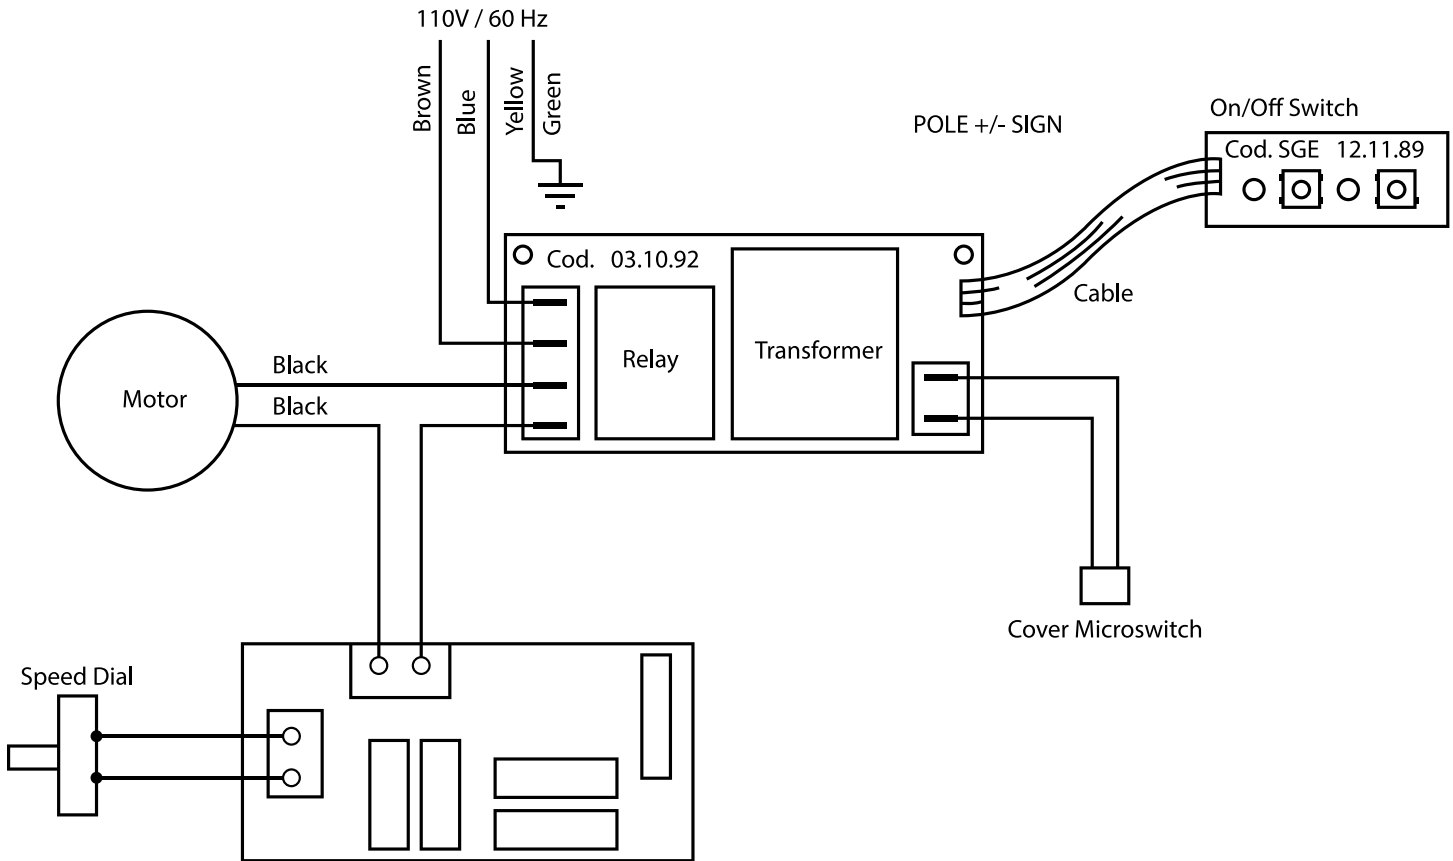 110V / 60 Hz
Brown
Blue
Yellow
Green
POLE +/- SIGN
On/Off Switch
Cod. SGE 12.11.89
Cod. 03.10.92
Cable
Relay
Transformer
Black
Motor
Black
Cover Microswitch
Speed Dial